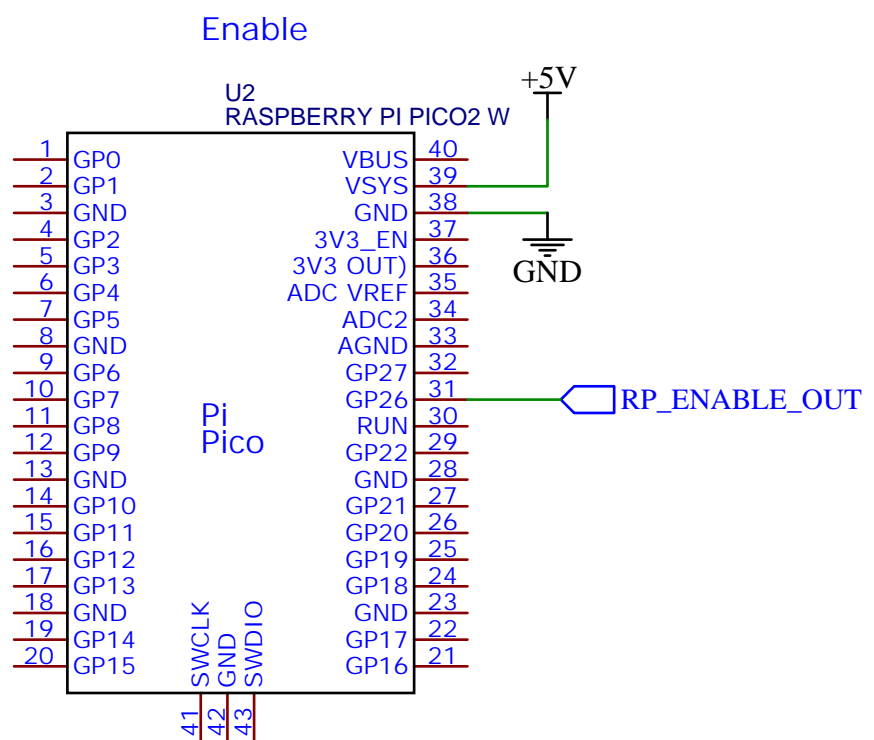 Enable
U2
RASPBERRY PI PICO2 W
+5V
1 GP0
2 GP1
3 GND
4 GP2
5 GP3
6 GP4
7 GP5
8 GND
9 GP6
10 GP7
11 GP8
12 GP9
13 GND
14 GP10
15 GP11
16 GP12
17 GP13
18 GND
19 GP14
20 GP15
Pi
Pico
VBUS 40
VSYS 39
GND 38
3V3_EN 37
3V3 OUT) 36
ADC VREF 35
ADC2 34
AGND 33
GP27 32
GP26 31
RUN 30
GP22 29
GND 28
GP21 27
GP20 26
GP19 25
GP18 24
GND 23
GP17 22
GP16 21
GND
RP_ENABLE_OUT
SWCLK 41
GND 42
SWDIO 43